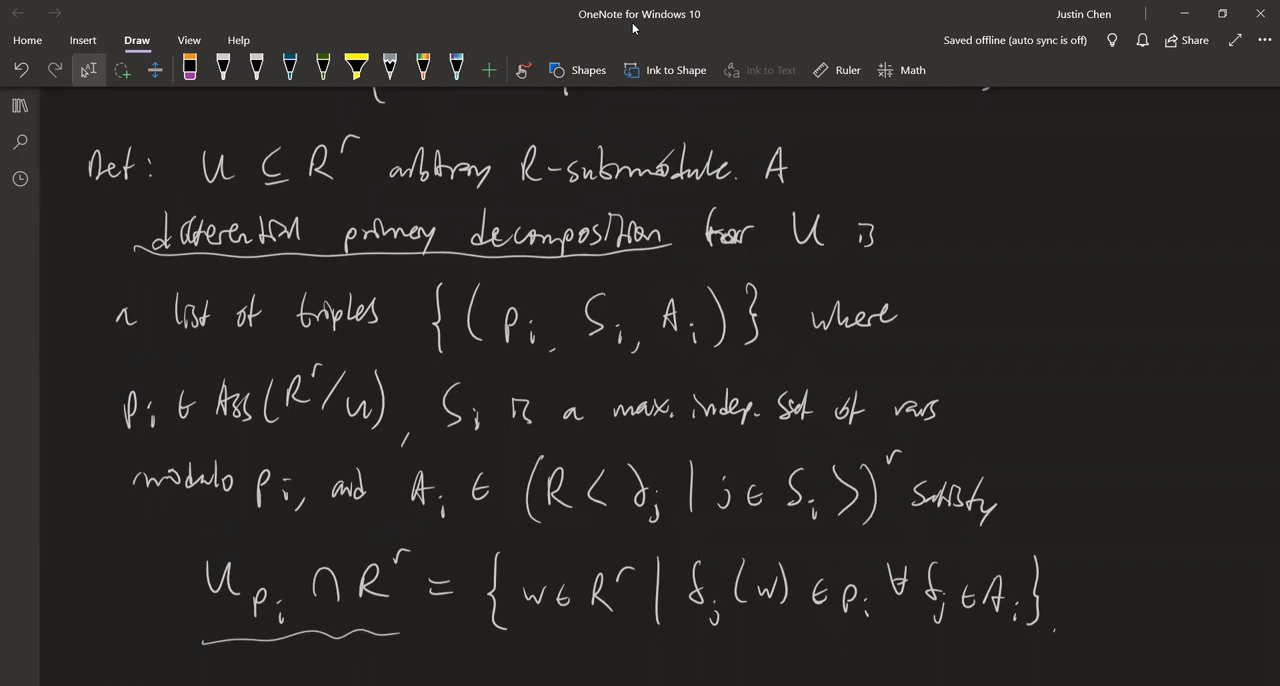 OneNote for Windows 10
Justin Chen
Home Insert Draw View Help
Saved offline (auto sync is off)
Share
Shapes
Ink to Shape
Ink to Text
Ruler
Math
Def: U ⊆ R^r arbitrary R-submodule. A
differential primary decomposition for U is
a list of triples {(p_i, S_i, A_i)} where
p_i ∈ Ass(R^r/U), S_i is a max. indep. set of vars
modulo p_i, and A_i ∈ (R<∂_j | j ∈ S_i>)^r satisfy
U_{p_i} ∩ R^r = {w ∈ R^r | δ_j(w) ∈ p_i ∀ δ_j ∈ A_i}.